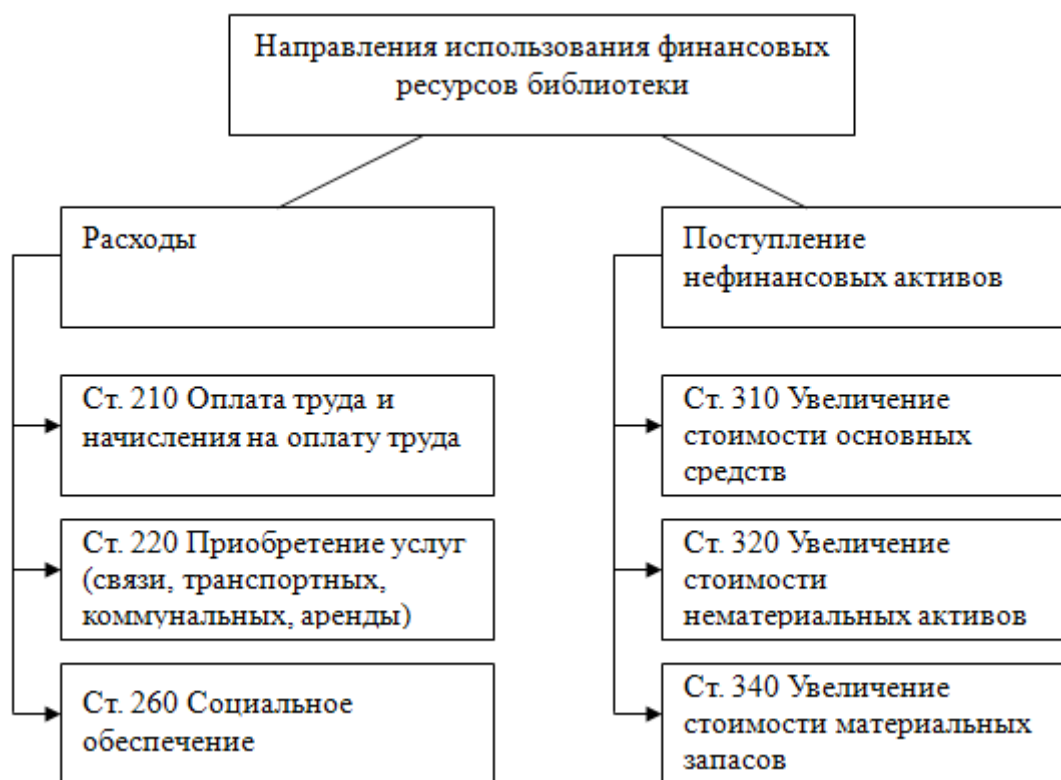 Направления использования финансовых
ресурсов библиотеки
Расходы
Ст. 210 Оплата труда и
начисления на оплату труда
Ст. 220 Приобретение услуг
(связи, транспортных,
коммунальных, аренды)
Ст. 260 Социальное
обеспечение
Поступление
нефинансовых активов
Ст. 310 Увеличение
стоимости основных
средств
Ст. 320 Увеличение
стоимости
нематериальных активов
Ст. 340 Увеличение
стоимости материальных
запасов